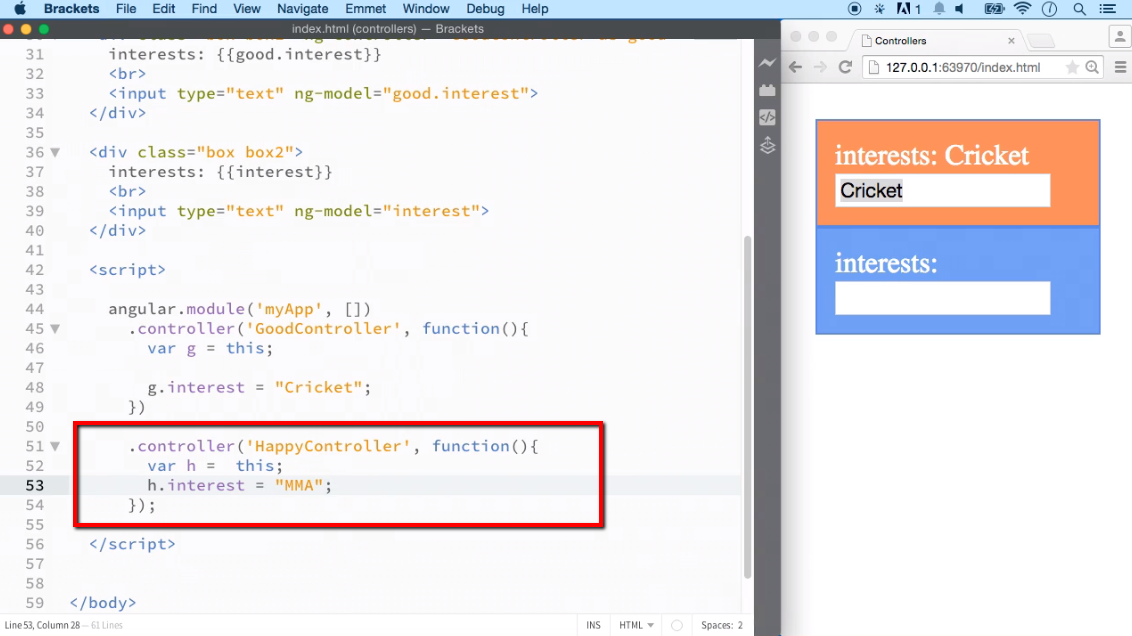 Brackets File Edit Find View Navigate Emmet Window Debug Help
1
index.html (controllers) — Brackets
31 interests: {{good.interest}}
32 <br>
33 <input type="text" ng-model="good.interest">
34 </div>
35
36 <div class="box box2">
37 interests: {{interest}}
38 <br>
39 <input type="text" ng-model="interest">
40 </div>
41
42 <script>
43
44 angular.module('myApp', [])
45 .controller('GoodController', function(){
46 var g = this;
47
48 g.interest = "Cricket";
49 })
50
51 .controller('HappyController', function(){
52 var h =  this;
53 h.interest = "MMA";
54 });
55
56 </script>
57
58
59 </body>
Line 53, Column 28 — 61 Lines
INS HTML Spaces: 2
Controllers
127.0.0.1:63970/index.html
interests: Cricket
Cricket
interests: